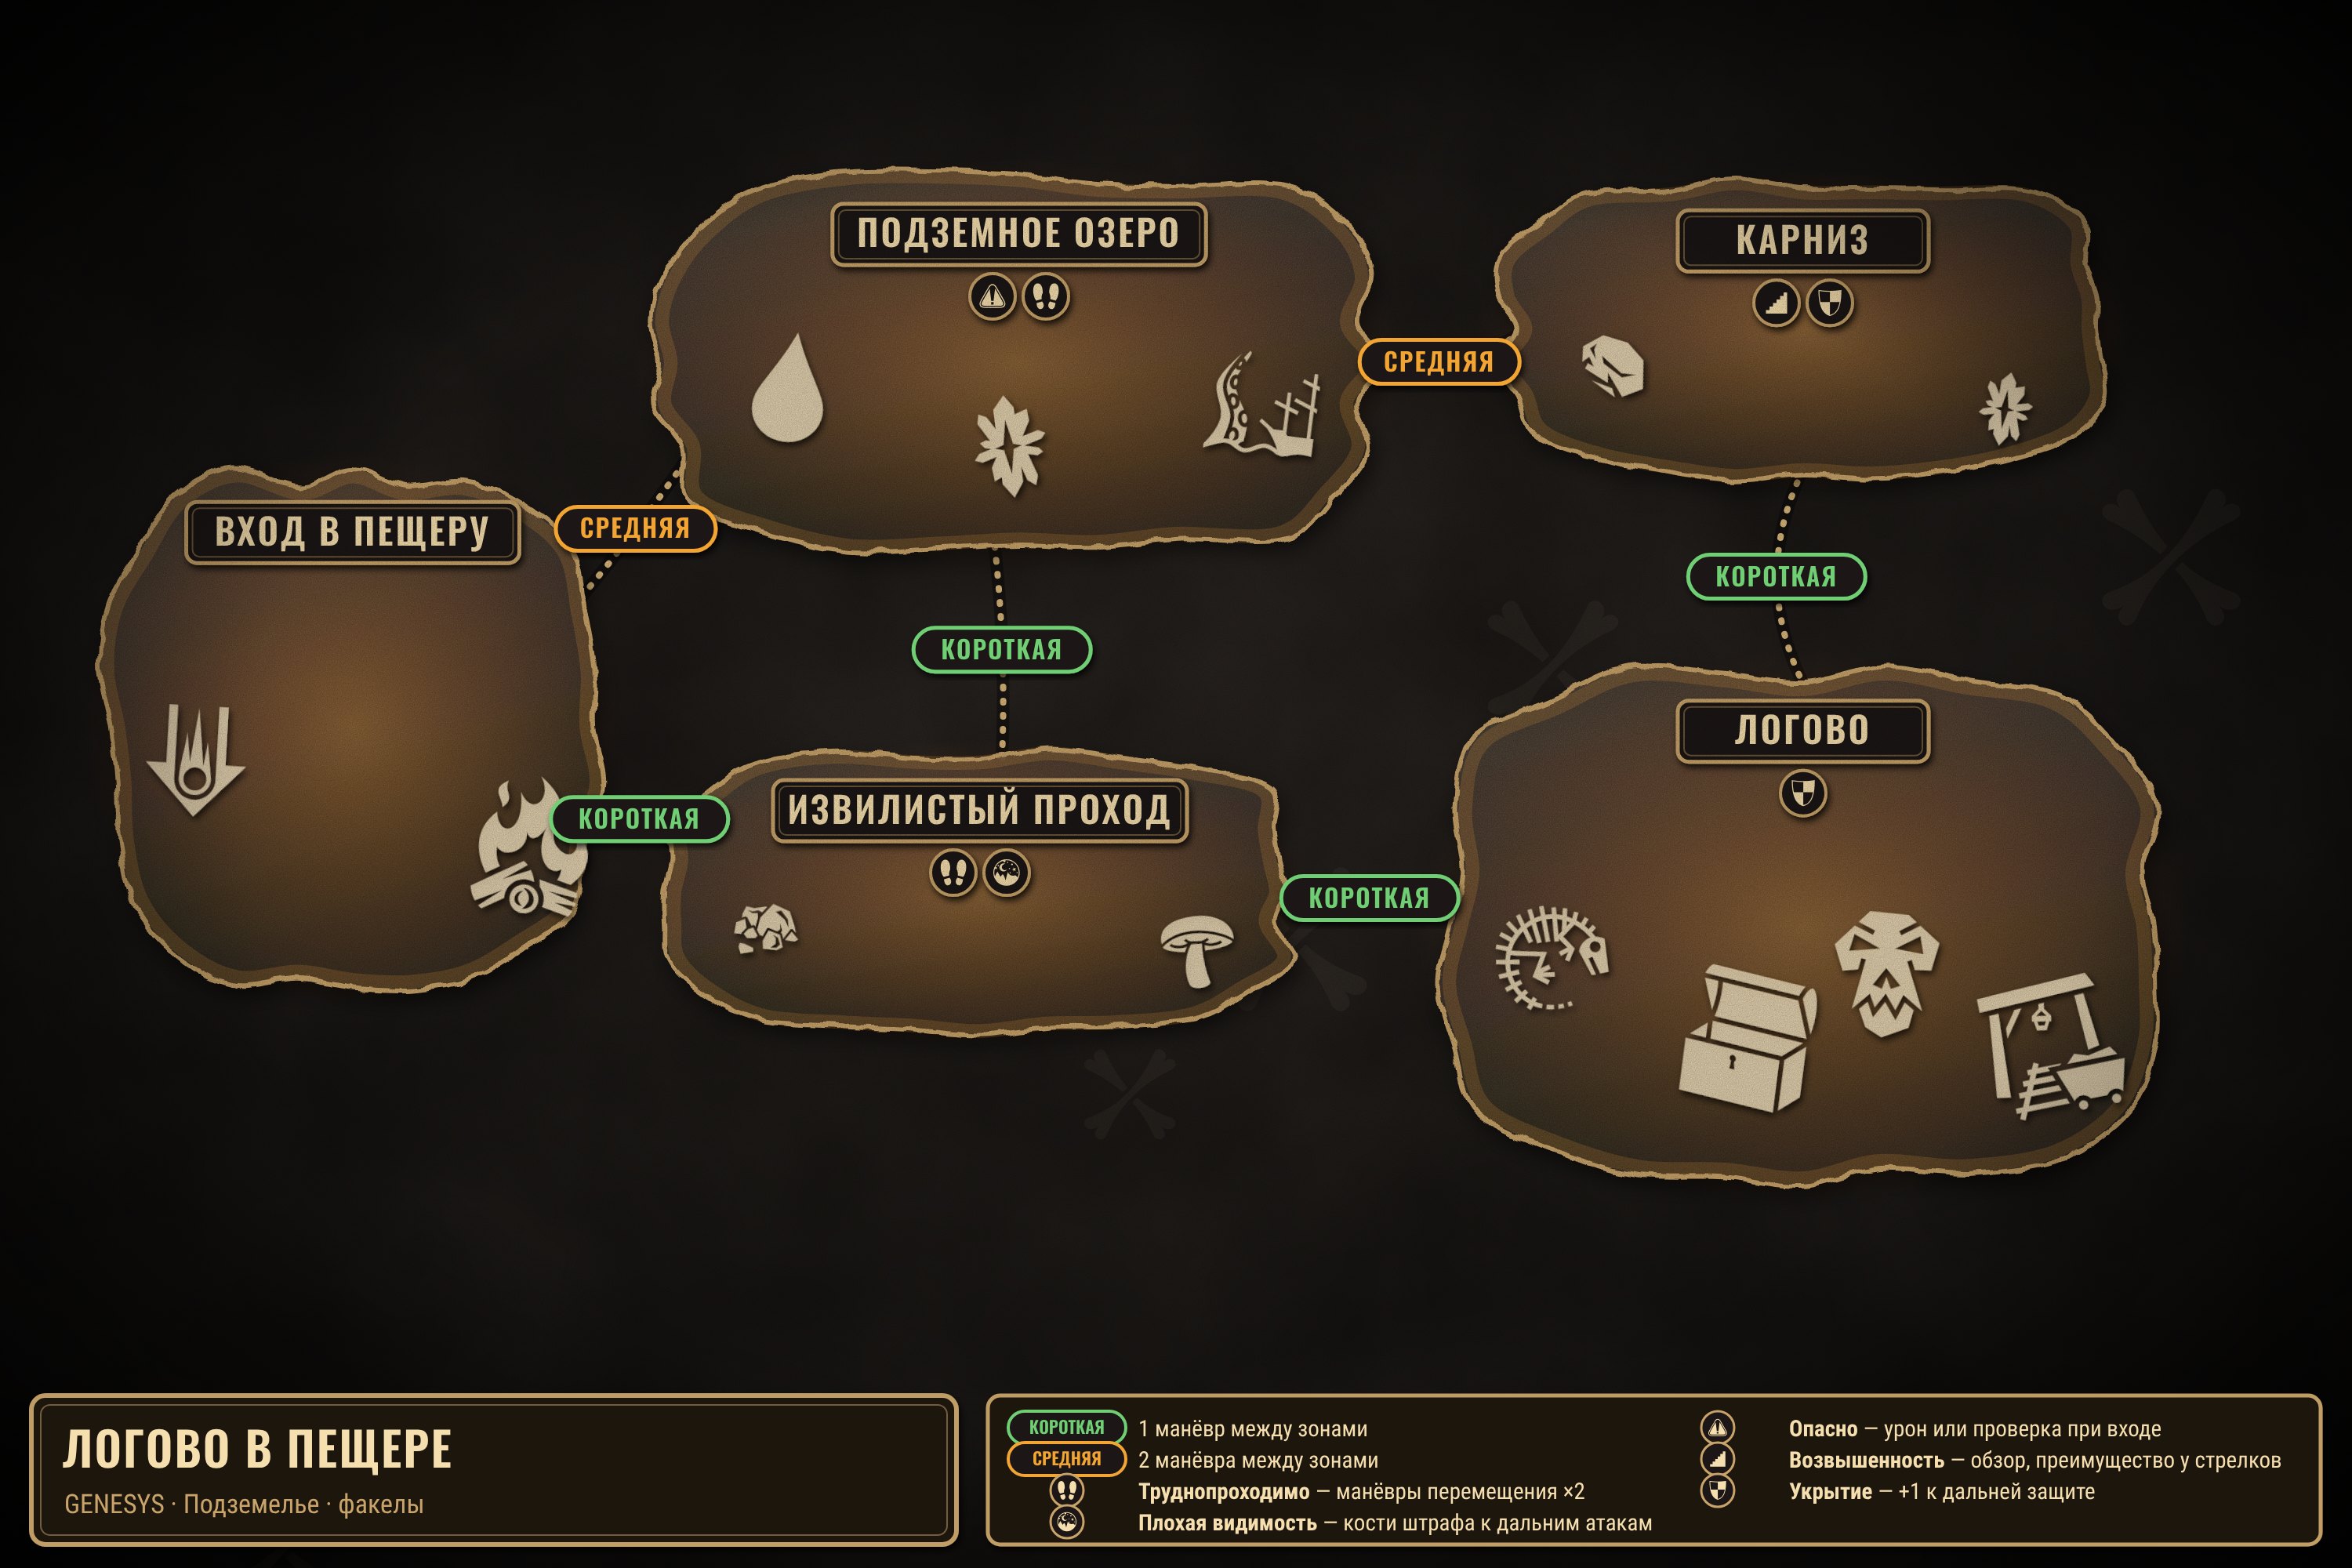 ПОДЗЕМНОЕ ОЗЕРО
КАРНИЗ
СРЕДНЯЯ
ВХОД В ПЕЩЕРУ
СРЕДНЯЯ
КОРОТКАЯ
КОРОТКАЯ
ЛОГОВО
КОРОТКАЯ
ИЗВИЛИСТЫЙ ПРОХОД
КОРОТКАЯ
ЛОГОВО В ПЕЩЕРЕ
GENESYS · Подземелье · факелы
КОРОТКАЯ 1 манёвр между зонами
СРЕДНЯЯ 2 манёвра между зонами
Труднопроходимо — манёвры перемещения ×2
Плохая видимость — кости штрафа к дальним атакам
Опасно — урон или проверка при входе
Возвышенность — обзор, преимущество у стрелков
Укрытие — +1 к дальней защите